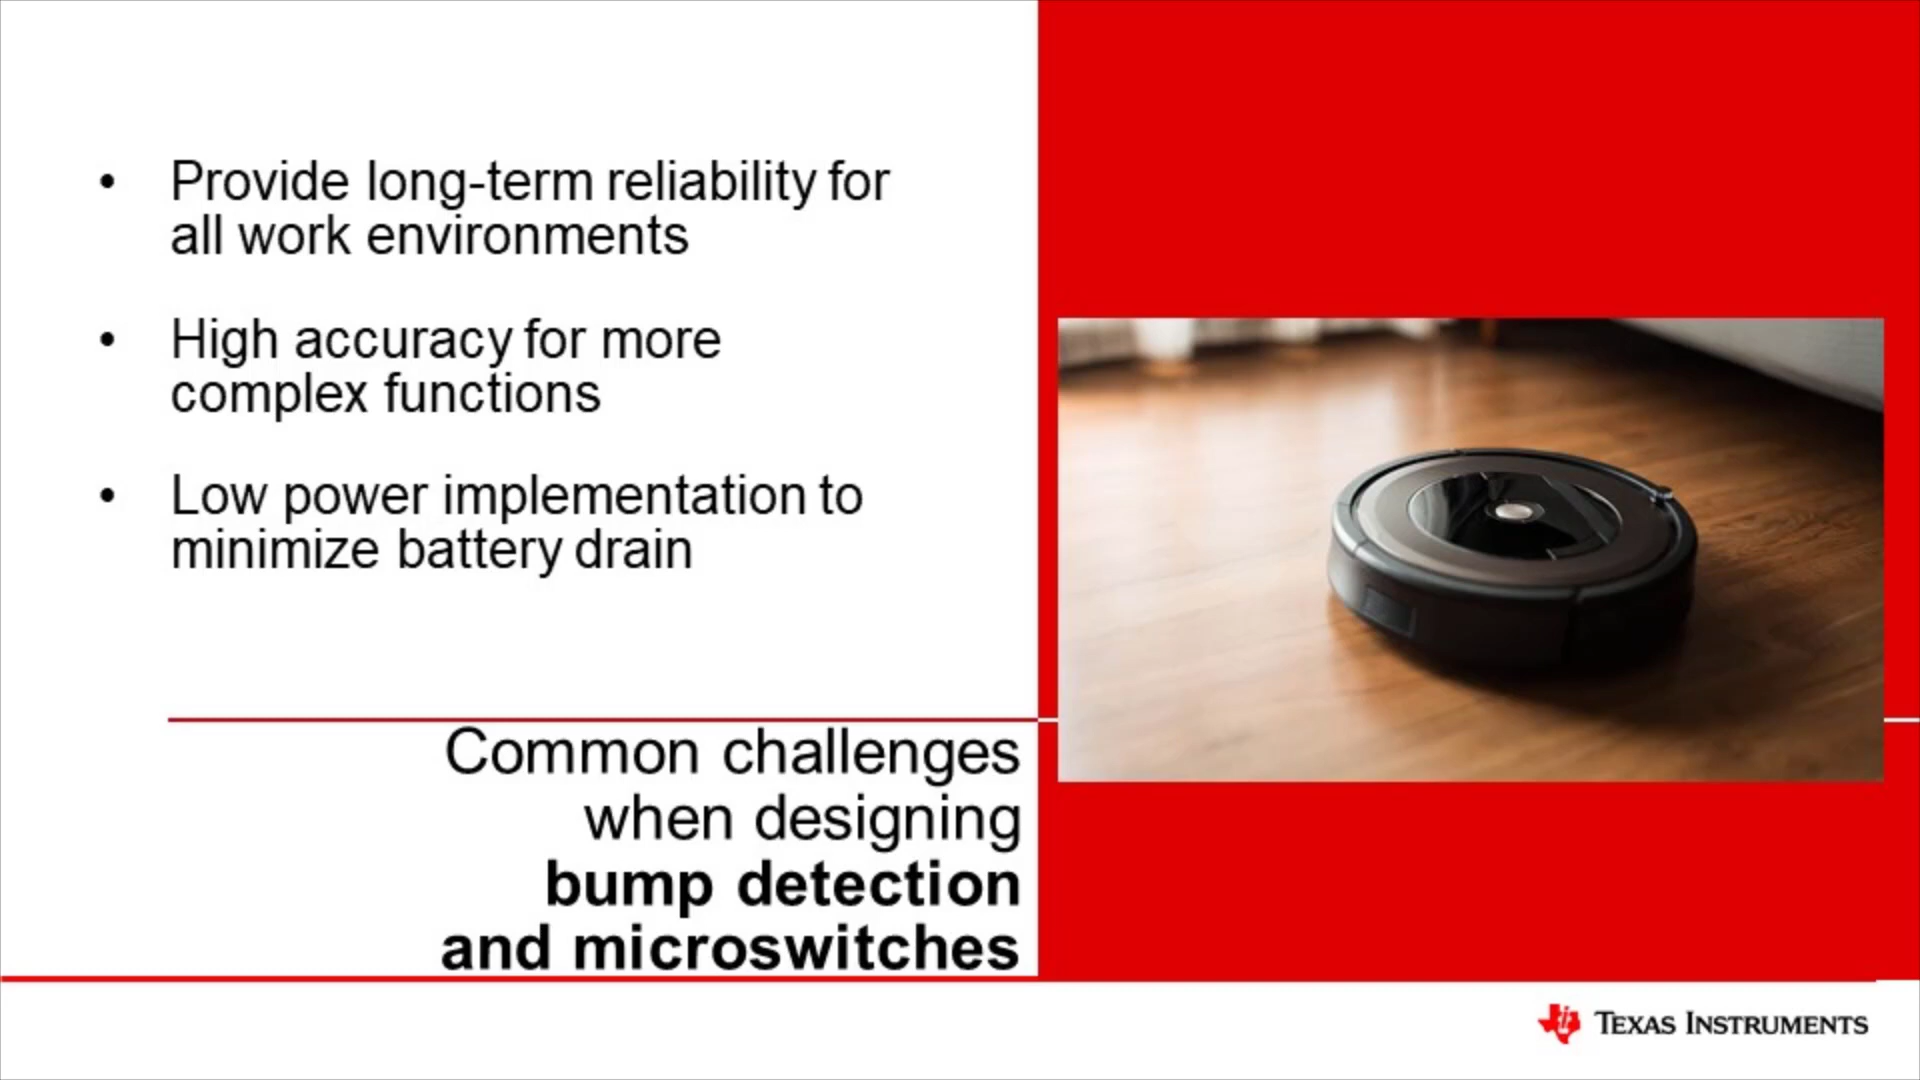 • Provide long-term reliability for
all work environments
• High accuracy for more
complex functions
• Low power implementation to
minimize battery drain
Common challenges
when designing
bump detection
and microswitches
TEXAS INSTRUMENTS